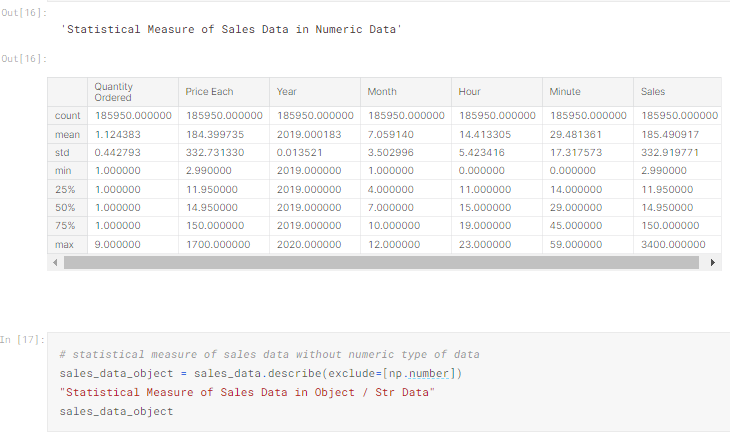 Out[16]:
'Statistical Measure of Sales Data in Numeric Data'
Out[16]:
Quantity Ordered Price Each Year Month Hour Minute Sales
count 185950.000000 185950.000000 185950.000000 185950.000000 185950.000000 185950.000000 185950.000000
mean 1.124383 184.399735 2019.000183 7.059140 14.413305 29.481361 185.490917
std 0.442793 332.731330 0.013521 3.502996 5.423416 17.317573 332.919771
min 1.000000 2.990000 2019.000000 1.000000 0.000000 0.000000 2.990000
25% 1.000000 11.950000 2019.000000 4.000000 11.000000 14.000000 11.950000
50% 1.000000 14.950000 2019.000000 7.000000 15.000000 29.000000 14.950000
75% 1.000000 150.000000 2019.000000 10.000000 19.000000 45.000000 150.000000
max 9.000000 1700.000000 2020.000000 12.000000 23.000000 59.000000 3400.000000
In [17]:
# statistical measure of sales data without numeric type of data
sales_data_object = sales_data.describe(exclude=[np.number])
"Statistical Measure of Sales Data in Object / Str Data"
sales_data_object